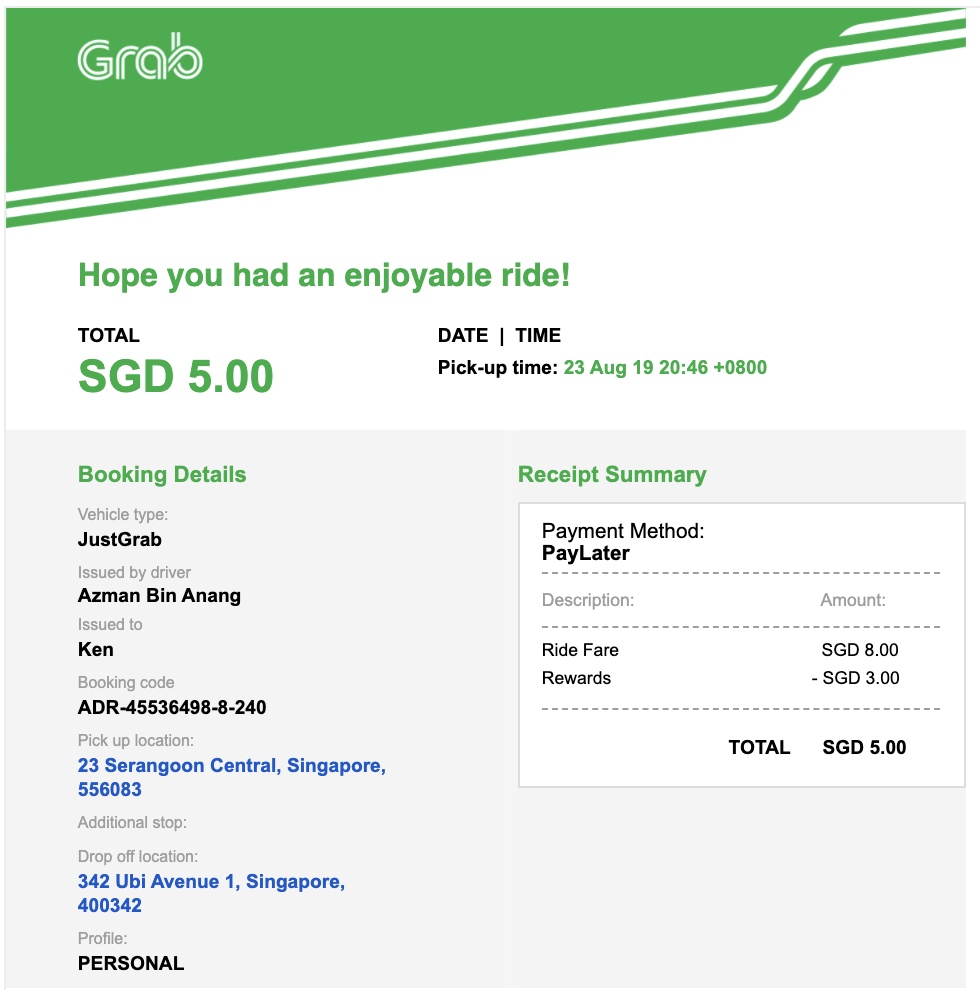 Grab
Hope you had an enjoyable ride!
TOTAL
SGD 5.00
DATE | TIME
Pick-up time: 23 Aug 19 20:46 +0800
Booking Details
Vehicle type:
JustGrab
Issued by driver
Azman Bin Anang
Issued to
Ken
Booking code
ADR-45536498-8-240
Pick up location:
23 Serangoon Central, Singapore,
556083
Additional stop:
Drop off location:
342 Ubi Avenue 1, Singapore,
400342
Profile:
PERSONAL
Receipt Summary
Payment Method:
PayLater
Description: Amount:
Ride Fare SGD 8.00
Rewards - SGD 3.00
TOTAL SGD 5.00